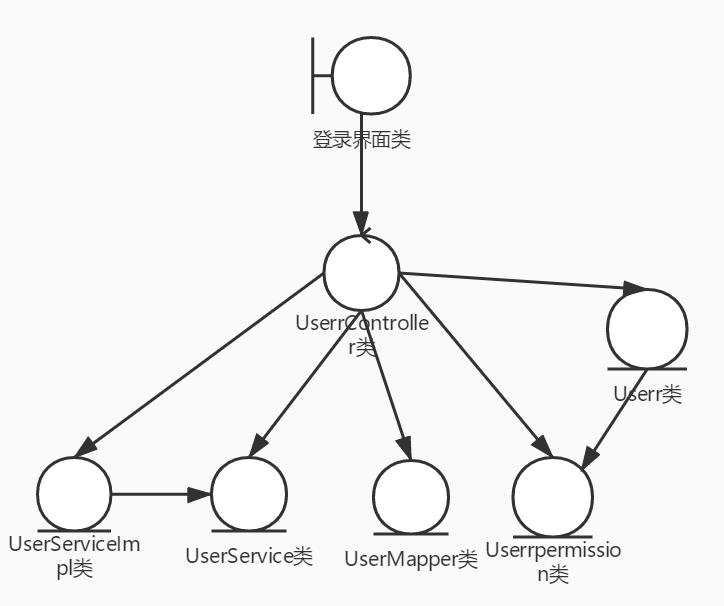 登录界面类
UserrControlle
r类
Userr类
UserServiceIm
pl类
UserService类
UserMapper类
Userrpermissio
n类